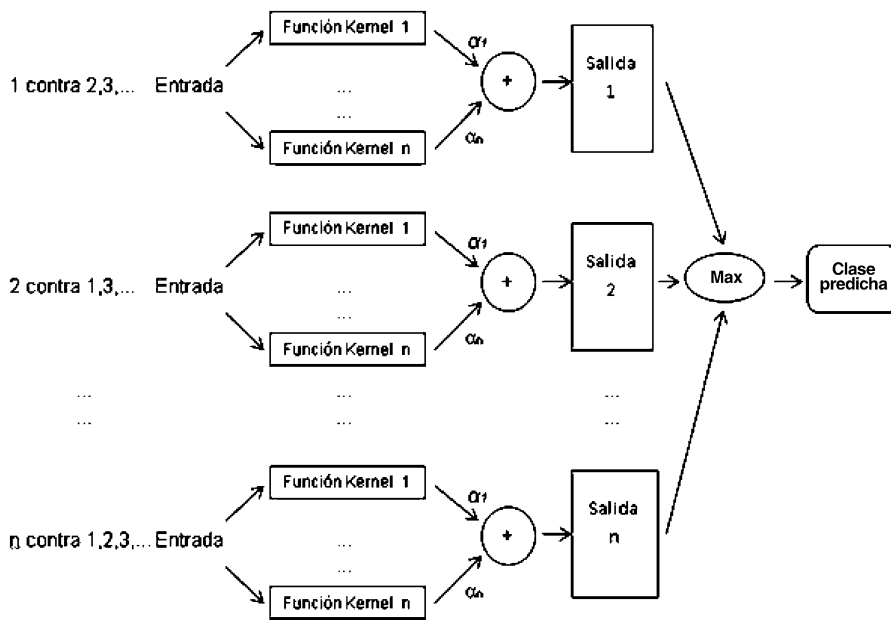 Función Kernel 1
α1
1 contra 2,3,... Entrada
...
...
+
Salida
1
Función Kernel n
αn
Función Kernel 1
α1
2 contra 1,3,... Entrada
...
...
+
Salida
2
Max
Clase
predicha
Función Kernel n
αn
... ... ...
... ... ...
Función Kernel 1
α1
n contra 1,2,3,... Entrada
...
...
+
Salida
n
Función Kernel n
αn